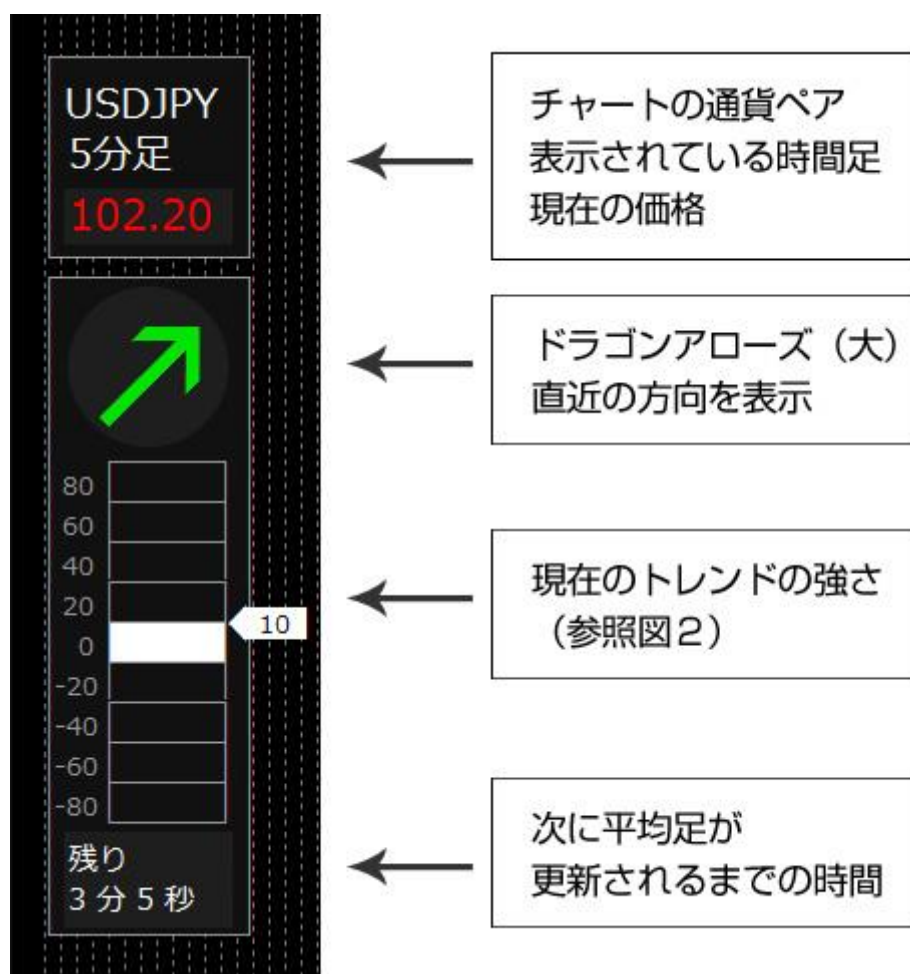 USDJPY
5分足
102.20
チャートの通貨ペア
表示されている時間足
現在の価格
ドラゴンアローズ（大）
直近の方向を表示
80
60
40
20
0
-20
-40
-60
-80
10
現在のトレンドの強さ
（参照図２）
残り
3 分 5 秒
次に平均足が
更新されるまでの時間